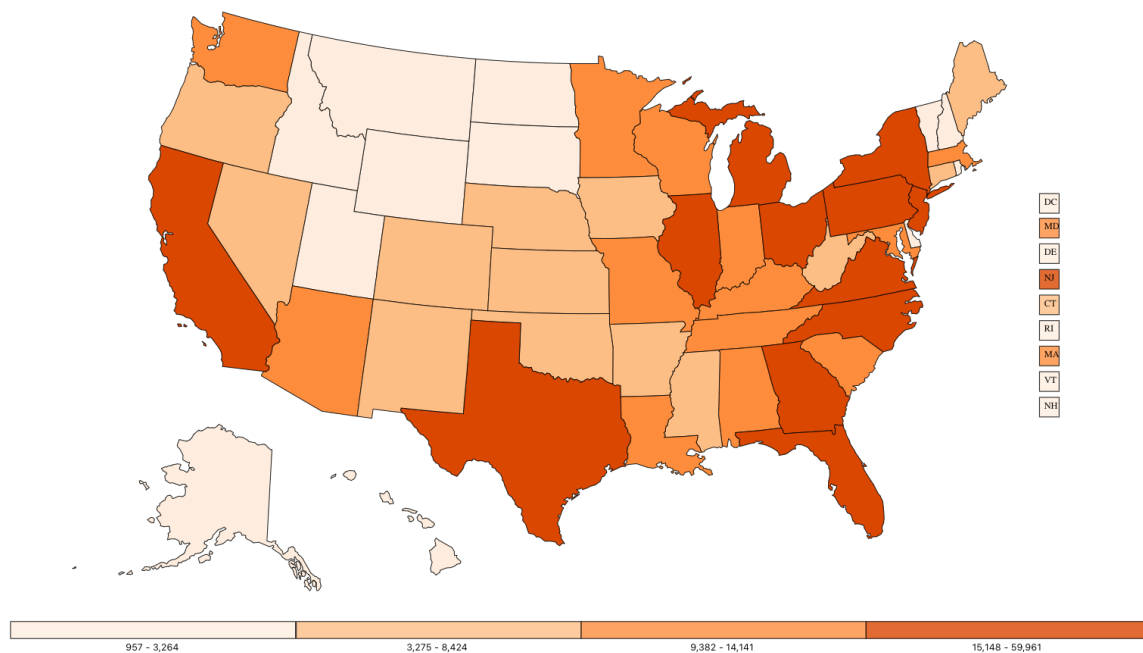 DC
MD
DE
NJ
CT
RI
MA
VT
NH
957 - 3,264
3,275 - 8,424
9,382 - 14,141
15,148 - 59,961